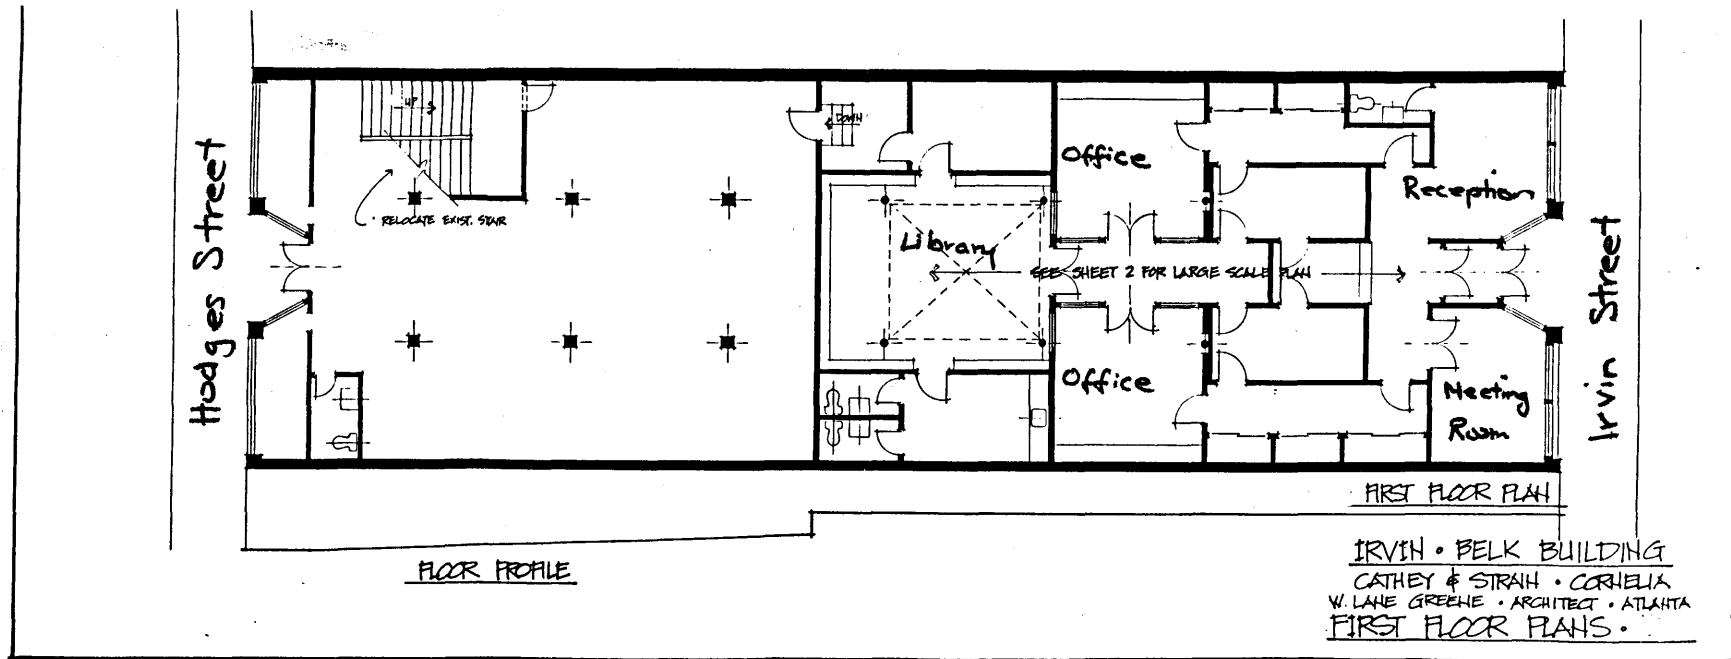 UP
DOWN
Office
Reception
RELOCATE EXIST. STAIR
Hodges Street
Library
SEE SHEET 2 FOR LARGE SCALE PLAN
Irvin Street
Office
Meeting
Room
FIRST FLOOR PLAN
FLOOR PROFILE
IRVIN • BELK BUILDING
CATHEY & STRAIN • CORNELIA
W. LANE GREENE • ARCHITECT • ATLANTA
FIRST FLOOR PLANS •